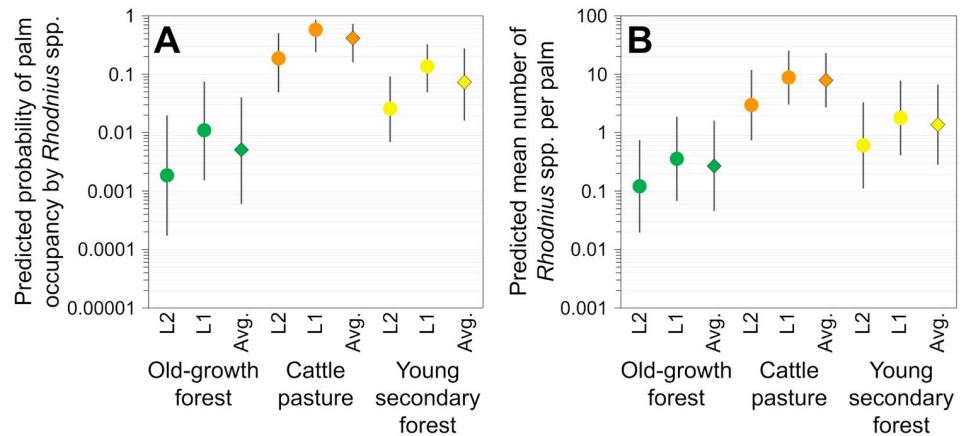 Predicted probability of palm
occupancy by Rhodnius spp.
A
1
0.1
0.01
0.001
0.0001
0.00001
L2
L1
Avg.
L2
L1
Avg.
L2
L1
Avg.
Old-growth
forest
Cattle
pasture
Young
secondary
forest
Predicted mean number of
Rhodnius spp. per palm
B
100
10
1
0.1
0.01
0.001
L2
L1
Avg.
L2
L1
Avg.
L2
L1
Avg.
Old-growth
forest
Cattle
pasture
Young
secondary
forest